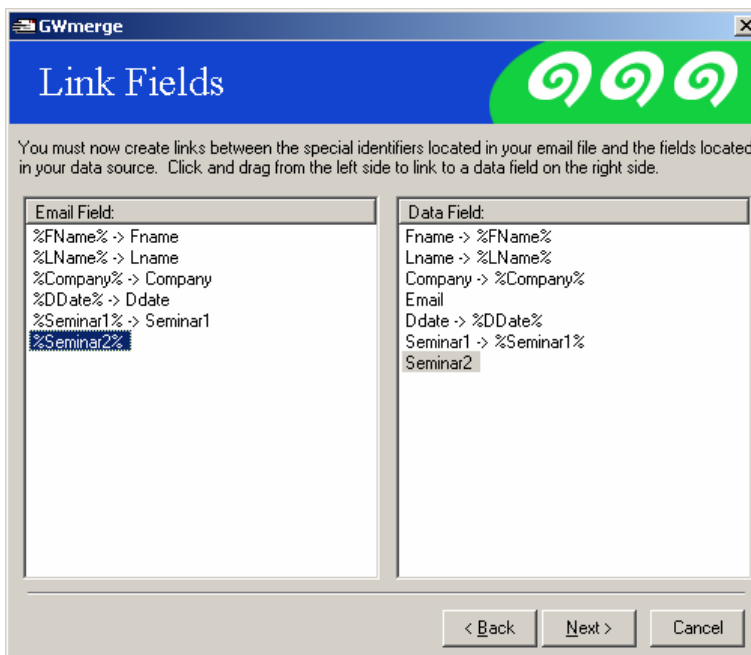 GWmerge
Link Fields
You must now create links between the special identifiers located in your email file and the fields located
in your data source. Click and drag from the left side to link to a data field on the right side.
Email Field:
%FName% -> Fname
%LName% -> Lname
%Company% -> Company
%DDate% -> Ddate
%Seminar1% -> Seminar1
%Seminar2%
Data Field:
Fname -> %FName%
Lname -> %LName%
Company -> %Company%
Email
Ddate -> %DDate%
Seminar1 -> %Seminar1%
Seminar2
< Back
Next >
Cancel